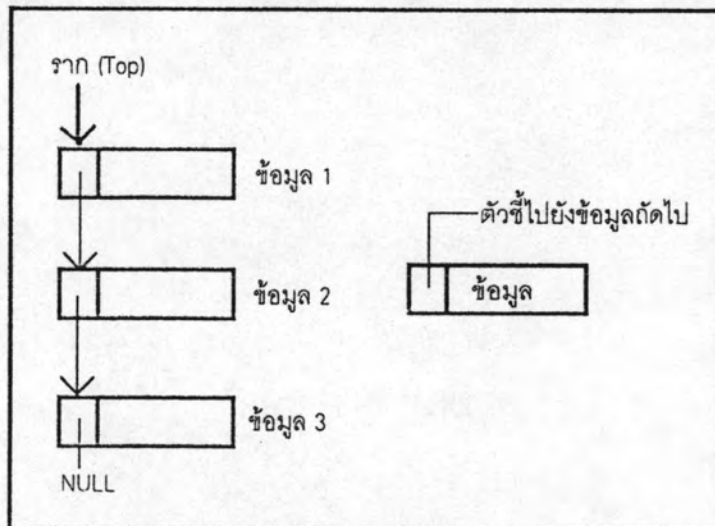 ราก (Top)
ข้อมูล 1
ตัวชี้ไปยังข้อมูลถัดไป
ข้อมูล 2
ข้อมูล
ข้อมูล 3
NULL